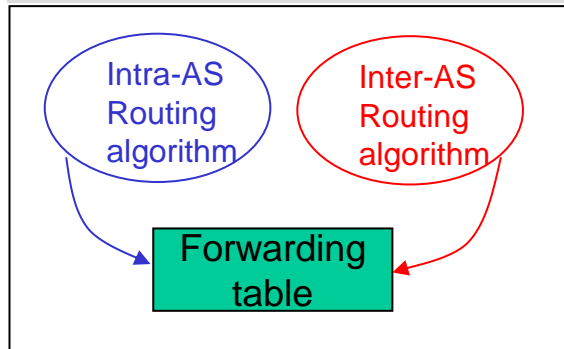 Intra-AS
Routing
algorithm
Inter-AS
Routing
algorithm
Forwarding
table